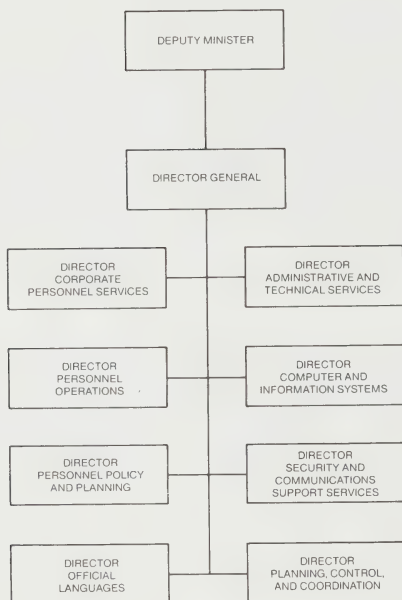 DEPUTY MINISTER
DIRECTOR GENERAL
DIRECTOR
CORPORATE
PERSONNEL SERVICES
DIRECTOR
ADMINISTRATIVE AND
TECHNICAL SERVICES
DIRECTOR
PERSONNEL
OPERATIONS
DIRECTOR
COMPUTER AND
INFORMATION SYSTEMS
DIRECTOR
PERSONNEL POLICY
AND PLANNING
DIRECTOR
SECURITY AND
COMMUNICATIONS
SUPPORT SERVICES
DIRECTOR
OFFICIAL
LANGUAGES
DIRECTOR
PLANNING, CONTROL,
AND COORDINATION